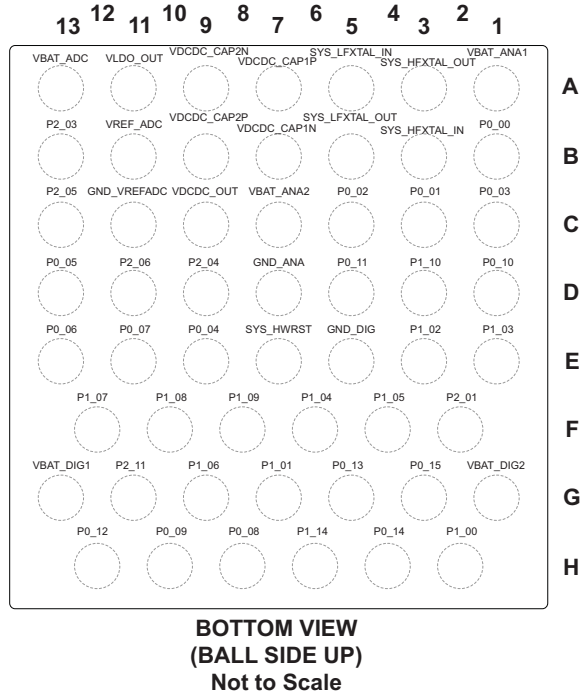 13 12 11 10 9 8 7 6 5 4 3 2 1
VBAT_ADC VLDO_OUT VDCDC_CAP2N VDCDC_CAP1P SYS_LFXTAL_IN SYS_HFXTAL_OUT VBAT_ANA1
A
P2_03 VREF_ADC VDCDC_CAP2P VDCDC_CAP1N SYS_LFXTAL_OUT SYS_HFXTAL_IN P0_00
B
P2_05 GND_VREFADC VDCDC_OUT VBAT_ANA2 P0_02 P0_01 P0_03
C
P0_05 P2_06 P2_04 GND_ANA P0_11 P1_10 P0_10
D
P0_06 P0_07 P0_04 SYS_HWRST GND_DIG P1_02 P1_03
E
P1_07 P1_08 P1_09 P1_04 P1_05 P2_01
F
VBAT_DIG1 P2_11 P1_06 P1_01 P0_13 P0_15 VBAT_DIG2
G
P0_12 P0_09 P0_08 P1_14 P0_14 P1_00
H
BOTTOM VIEW
(BALL SIDE UP)
Not to Scale